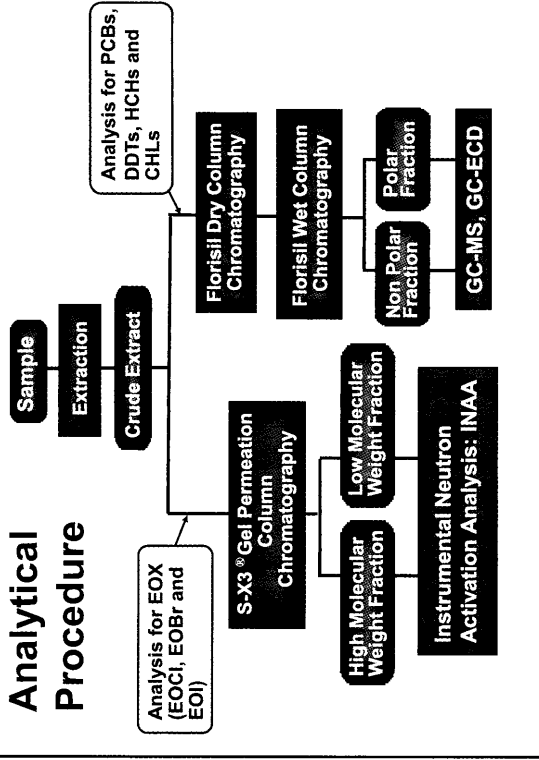 Analytical
Procedure
Sample
Extraction
Crude Extract
Analysis for EOX
(EOCl, EOBr and
EOI)
Analysis for PCBs,
DDTs, HCHs and
CHLs
S-X3® Gel Permeation
Column
Chromatography
High Molecular
Weight Fraction
Low Molecular
Weight Fraction
Instrumental Neutron
Activation Analysis: INAA
Florisil Dry Column
Chromatography
Florisil Wet Column
Chromatography
Non Polar
Fraction
Polar
Fraction
GC-MS, GC-ECD